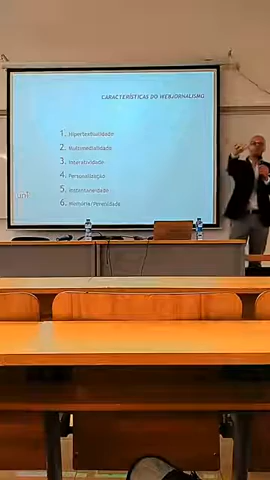 CARACTERÍSTICAS DO WEBJORNALISMO
1. Hipertextualidade
2. Multimedialidade
3. Interatividade
4. Personalização
5. Instantaneidade
6. Memória/Perenidade